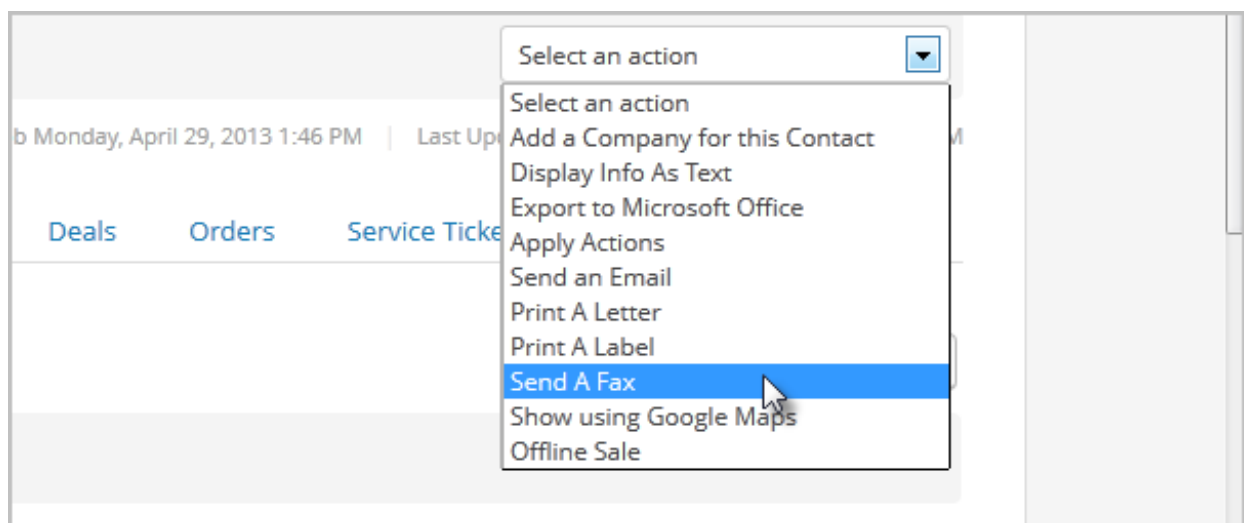 Select an action
Select an action
b Monday, April 29, 2013 1:46 PM | Last Up
Add a Company for this Contact
Display Info As Text
Export to Microsoft Office
Deals Orders Service Ticke
Apply Actions
Send an Email
Print A Letter
Print A Label
Send A Fax
Show using Google Maps
Offline Sale